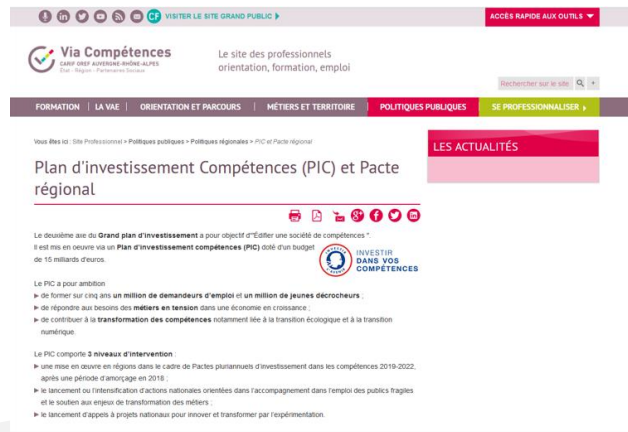 CF VISITER LE SITE GRAND PUBLIC
ACCÈS RAPIDE AUX OUTILS
Via Compétences
CARIF OREF AUVERGNE-RHÔNE-ALPES
État - Région - Partenaires Sociaux
Le site des professionnels
orientation, formation, emploi
Rechercher sur le site
+
FORMATION | LA VAE | ORIENTATION ET PARCOURS | MÉTIERS ET TERRITOIRE | POLITIQUES PUBLIQUES SE PROFESSIONNALISER
Vous êtes ici : Site Professionnel > Politiques publiques > Politiques régionales > PIC et Pacte régional
LES ACTUALITÉS
Plan d'investissement Compétences (PIC) et Pacte
régional
Le deuxième axe du Grand plan d'investissement a pour objectif d'"Édifier une société de compétences ".
Il est mis en oeuvre via un Plan d'investissement compétences (PIC) doté d'un budget
de 15 milliards d'euros.
INVESTIR
DANS VOS
COMPÉTENCES
Le PIC a pour ambition
de former sur cinq ans un million de demandeurs d'emploi et un million de jeunes décrocheurs ;
de répondre aux besoins des métiers en tension dans une économie en croissance ;
de contribuer à la transformation des compétences notamment liée à la transition écologique et à la transition
numérique.
Le PIC comporte 3 niveaux d'intervention :
une mise en œuvre en régions dans le cadre de Pactes pluriannuels d'investissement dans les compétences 2019-2022,
après une période d'amorçage en 2018 ;
le lancement ou l'intensification d'actions nationales orientées dans l'accompagnement dans l'emploi des publics fragiles
et le soutien aux enjeux de transformation des métiers ;
le lancement d'appels à projets nationaux pour innover et transformer par l'expérimentation.